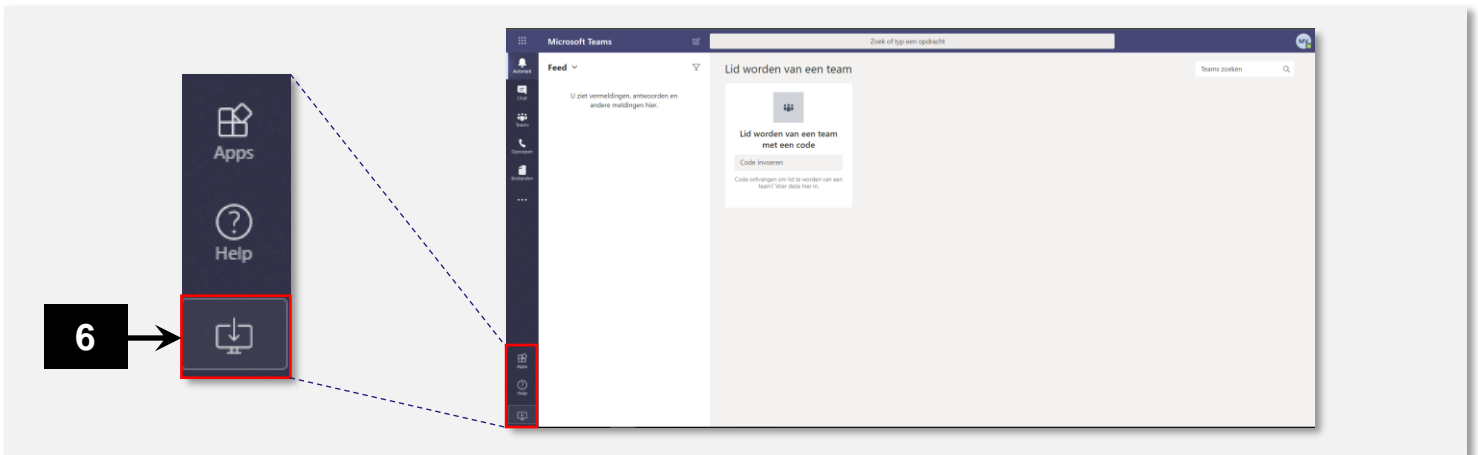 Apps
Help
6
Microsoft Teams
Zoek of typ een opdracht
MV
Activiteit
Chat
Teams
Oproepen
Bestanden
Feed
U ziet vermeldingen, antwoorden en
andere meldingen hier.
Lid worden van een team
Teams zoeken
Lid worden van een team
met een code
Code invoeren
Code ontvangen om lid te worden van een
team? Voer deze hier in.
Apps
Help